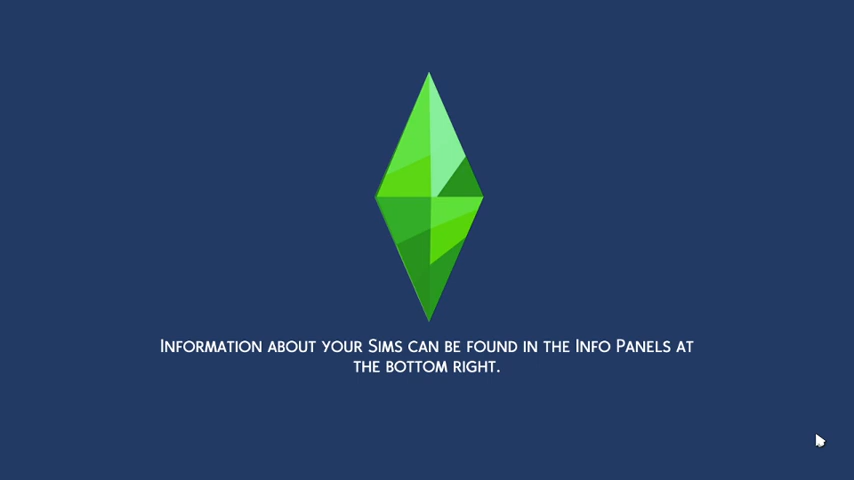 Information about your Sims can be found in the Info Panels at
the bottom right.